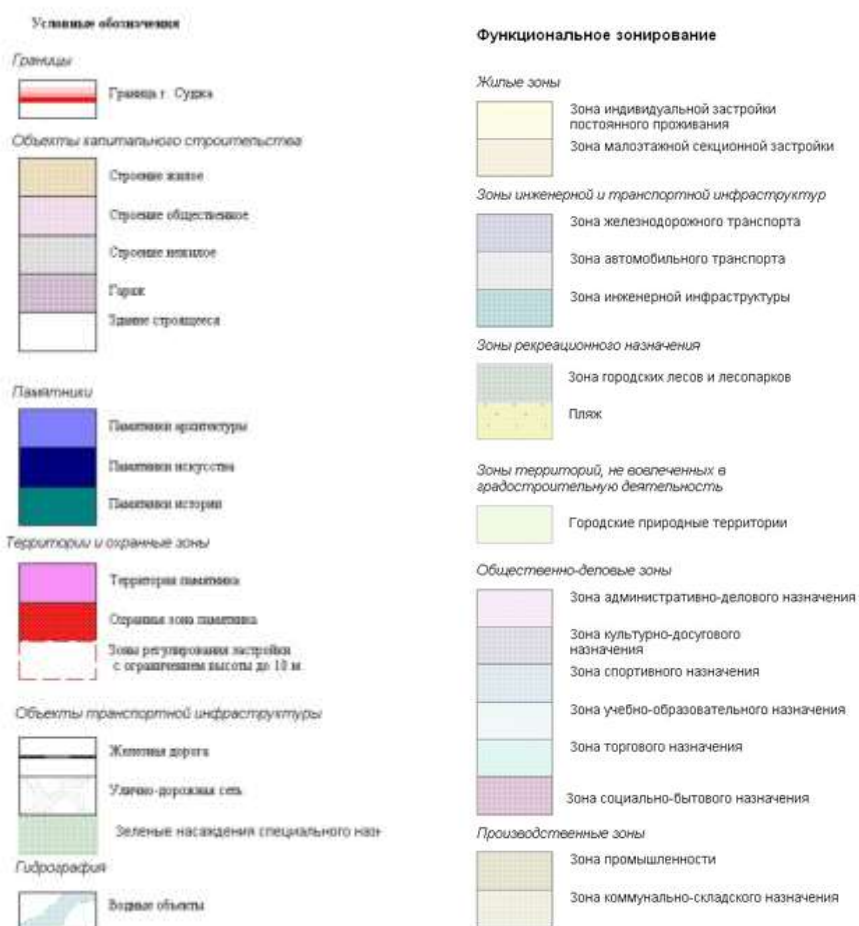 Условные обозначения
Границы
Граница г. Суджа
Объекты капитального строительства
Строение жилое
Строение общественное
Строение нежилое
Гараж
Здание строящееся
Памятники
Памятники архитектуры
Памятники искусства
Памятники истории
Территории и охранные зоны
Территория памятника
Охранная зона памятника
Зоны регулирования застройки
с ограничением высоты до 10 м
Объекты транспортной инфраструктуры
Железная дорога
Улично-дорожная сеть
Зеленые насаждения специального назн
Гидрография
Водные объекты
Функциональное зонирование
Жилые зоны
Зона индивидуальной застройки
постоянного проживания
Зона малоэтажной секционной застройки
Зоны инженерной и транспортной инфраструктур
Зона железнодорожного транспорта
Зона автомобильного транспорта
Зона инженерной инфраструктуры
Зоны рекреационного назначения
Зона городских лесов и лесопарков
Пляж
Зоны территорий, не вовлеченных в
градостроительную деятельность
Городские природные территории
Общественно-деловые зоны
Зона административно-делового назначения
Зона культурно-досугового
назначения
Зона спортивного назначения
Зона учебно-образовательного назначения
Зона торгового назначения
Зона социально-бытового назначения
Производственные зоны
Зона промышленности
Зона коммунально-складского назначения